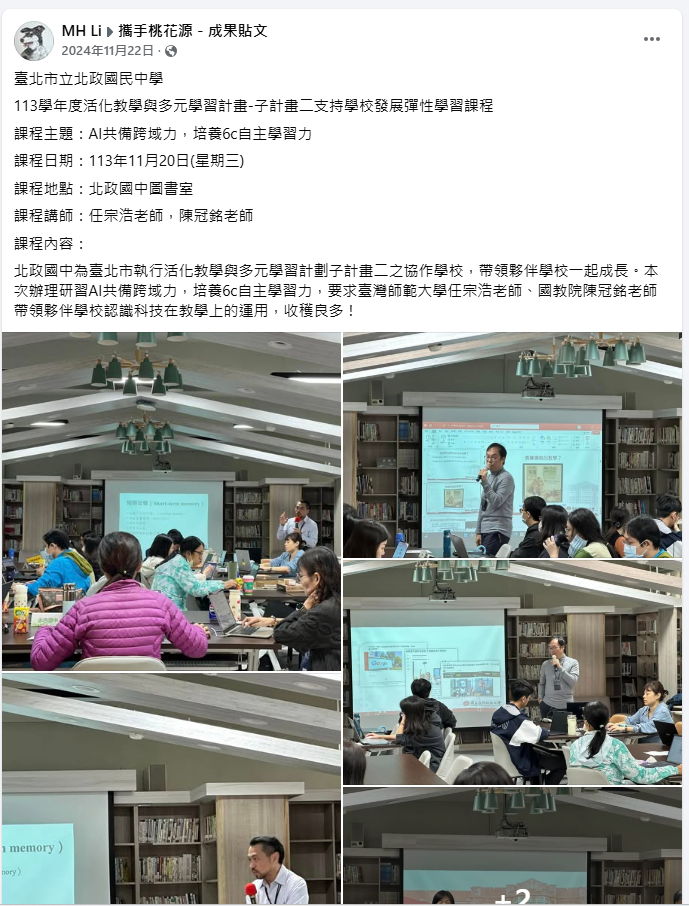 MH Li ▸ 攜手桃花源 - 成果貼文
2024年11月22日 ·
臺北市立北政國民中學
113學年度活化教學與多元學習計畫-子計畫二支持學校發展彈性學習課程
課程主題：AI共備跨域力，培養6c自主學習力
課程日期：113年11月20日(星期三)
課程地點：北政國中圖書室
課程講師：任宗浩老師，陳冠銘老師
課程內容：
北政國中為臺北市執行活化教學與多元學習計劃子計畫二之協作學校，帶領夥伴學校一起成長。本
次辦理研習AI共備跨域力，培養6c自主學習力，要求臺灣師範大學任宗浩老師、國教院陳冠銘老師
帶領夥伴學校認識科技在教學上的運用，收穫良多！
短期記憶 ( Short-term memory )
m memory )
mory )
+2